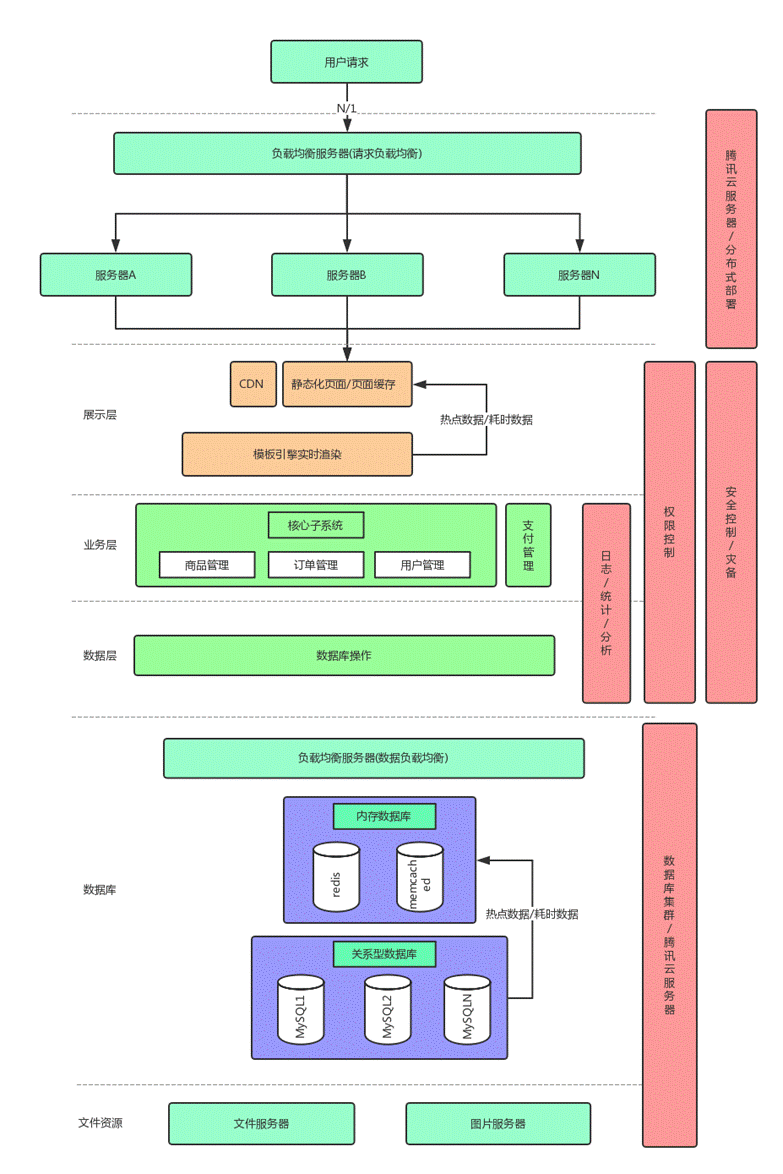 用户请求
N/1
负载均衡服务器(请求负载均衡)
服务器A
服务器B
服务器N
腾讯云服务器/分布式部署
展示层
CDN
静态化页面/页面缓存
热点数据/耗时数据
模板引擎实时渲染
业务层
核心子系统
商品管理
订单管理
用户管理
支付管理
日志/统计/分析
权限控制
安全控制/灾备
数据层
数据库操作
负载均衡服务器(数据负载均衡)
数据库
内存数据库
redis
memcach
ed
热点数据/耗时数据
关系型数据库
MySQL1
MySQL2
MySQLN
数据库集群/腾讯云服务器
文件资源
文件服务器
图片服务器